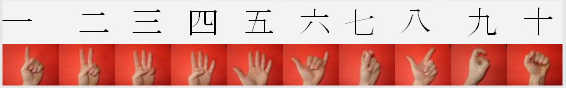 一 二 三 四 五 六 七 八 九 十